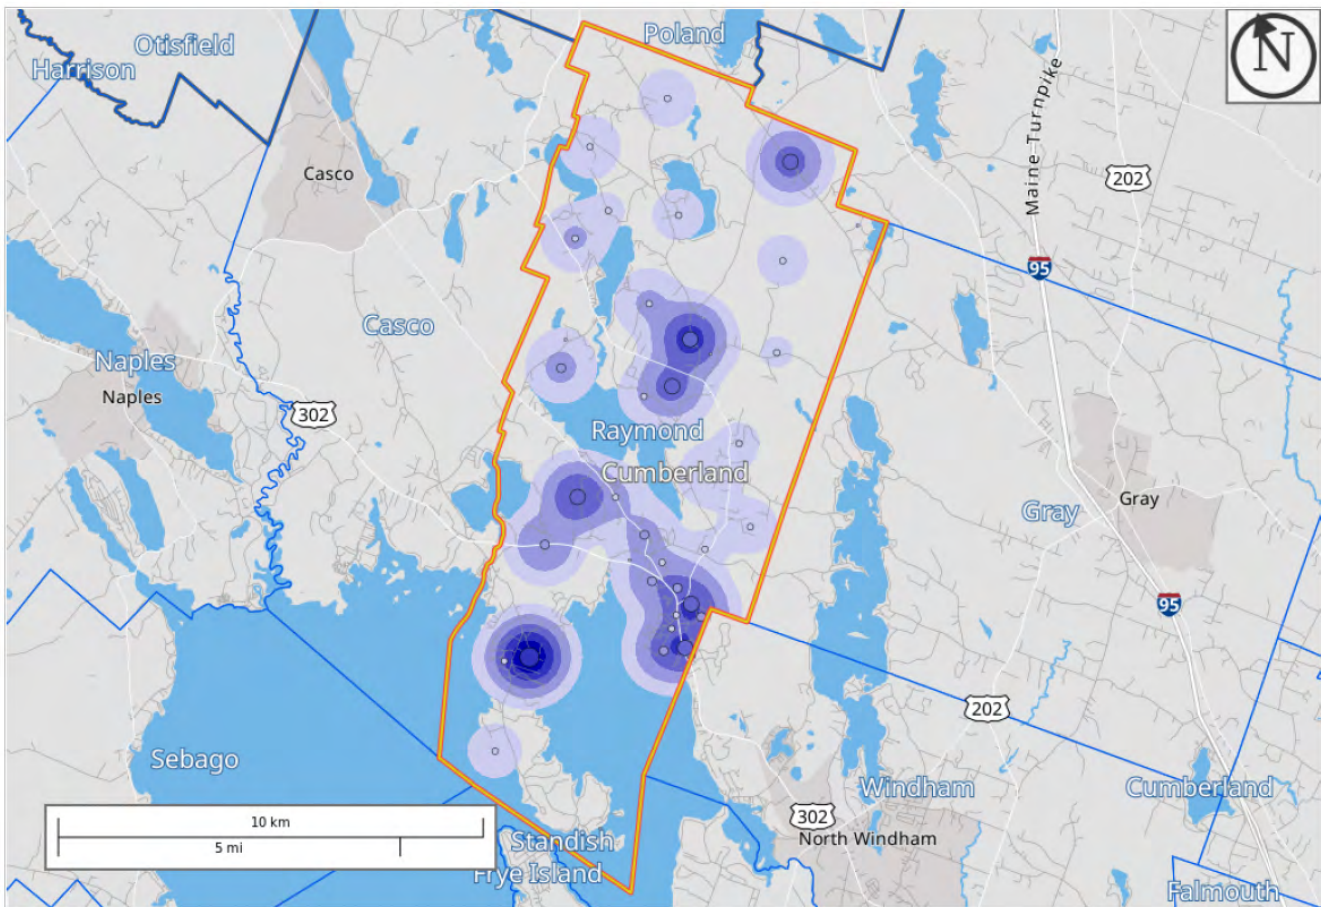 Otisfield
Poland
N
Harrison
Maine Turnpike
Casco
202
95
Casco
Naples
Naples
302
Raymond
Cumberland
Gray
Gray
95
202
Sebago
Windham
Cumberland
10 km
5 mi
302
North Windham
Standish
Frye Island
Falmouth